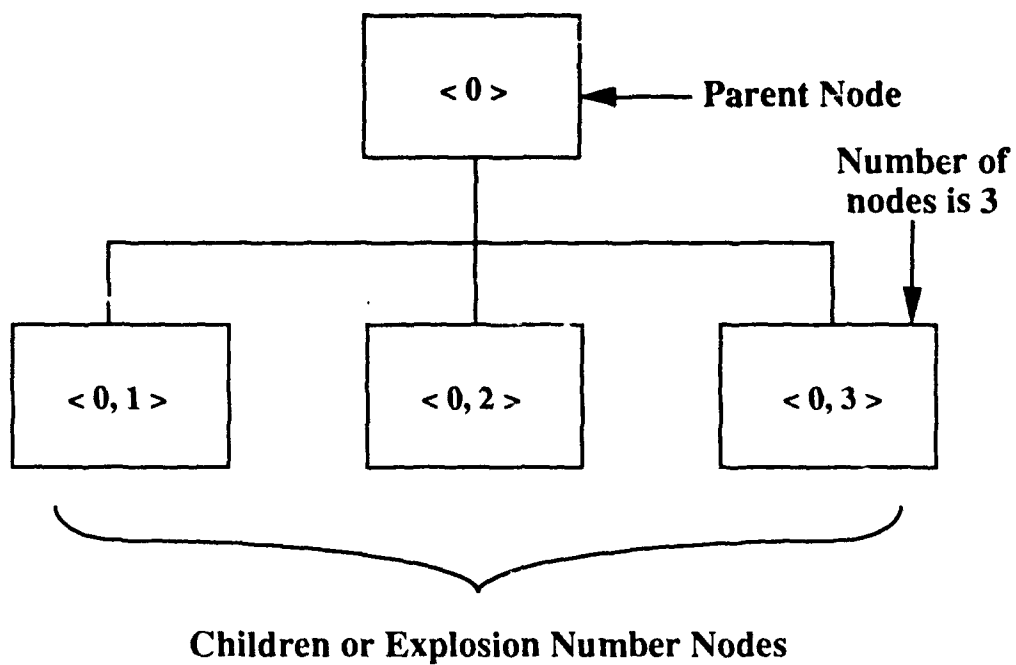 < 0 >
Parent Node
Number of
nodes is 3
< 0, 1 >
< 0, 2 >
< 0, 3 >
Children or Explosion Number Nodes